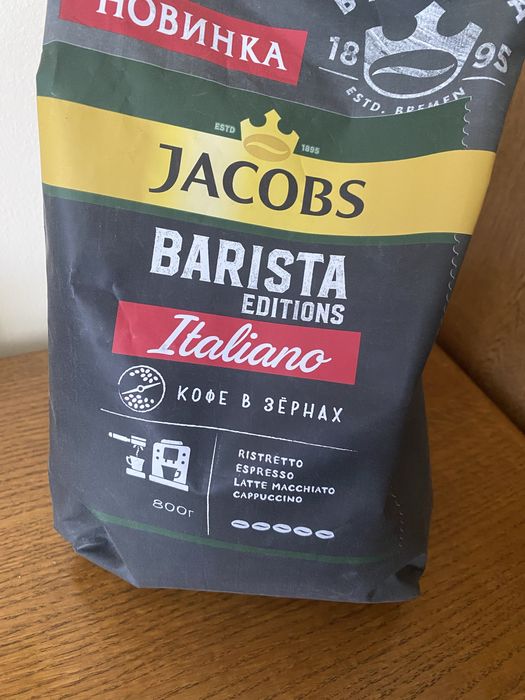 НОВИНКА
18 95
ESTD. BREMEN
ESTD 1895
JACOBS
BARISTA
EDITIONS
Italiano
КОФЕ В ЗЁРНАХ
RISTRETTO
ESPRESSO
LATTE MACCHIATO
CAPPUCCINO
800г